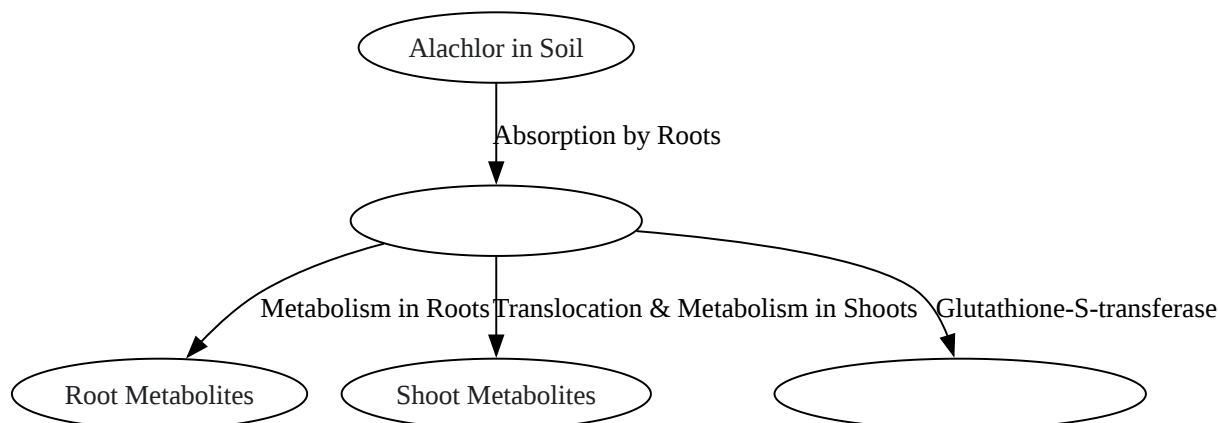 Alachlor in Soil
Absorption by Roots
Metabolism in Roots
Translocation & Metabolism in Shoots
Glutathione-S-transferase
Root Metabolites
Shoot Metabolites